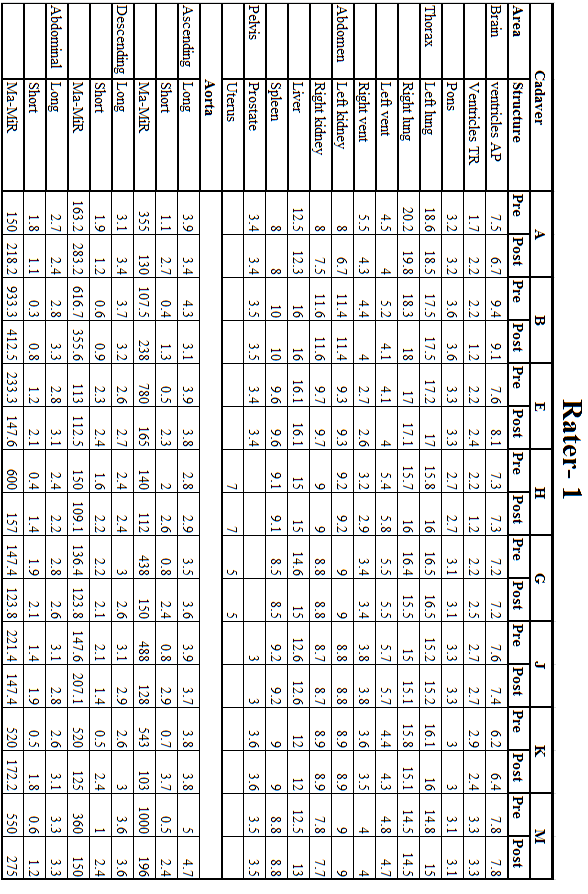 Rater- 1
Cadaver A B E H G J K M
Area Structure Pre Post Pre Post Pre Post Pre Post Pre Post Pre Post Pre Post Pre Post
Brain ventricles AP 7.5 6.7 9.4 9.1 7.6 8.1 7.3 7.3 7.2 7.2 7.6 7.4 6.2 6.4 7.8 7.8
Ventricles TR 1.7 2.2 2.2 1.2 2.2 2.4 2.2 1.2 2.2 2.5 2.7 2.7 2.9 2.4 3.3 3.3
Pons 3.2 3.2 3.6 3.6 3.3 3.3 2.7 2.7 3.1 3.1 3.3 3.3 3 3 3.1 3.1
Thorax Left lung 18.6 18.5 17.5 17.5 17.2 17 15.8 16 16.5 16.5 15.2 15.2 16.1 16 14.8 15
Right lung 20.2 19.8 18.3 18 17 17.1 15.7 16 16.4 15.5 15 15.1 15.8 15.1 14.5 14.5
Left vent 4.5 4 5.2 4.1 4.1 4 5.4 5.8 5.5 5.5 5.5 5.7 4.4 4.3 4.8 4.7
Right vent 5.5 4.3 4.4 4 2.7 2.6 3.2 2.9 3.4 3.4 3.8 3.8 3.6 3.5 4 4
Abdomen Left kidney 8 6.7 11.4 11.4 9.3 9.3 9.2 9.2 9 9 8.8 8.8 8.9 8.9 9 9
Right kidney 8 7.5 11.6 11.6 9.7 9.7 9 9 8.8 8.8 8.7 8.7 8.9 8.9 7.8 7.7
Liver 12.5 12.3 16 16 16.1 16.1 15 15 14.6 15 12.6 12.6 12 12 12.5 13
Spleen 8 8 10 10 9.6 9.6 9.1 9.1 8.5 8.5 9.2 9.2 9 9 8.8 8.8
Pelvis Prostate 3.4 3.4 3.5 3.5 3.4 3.4 3 3 3.6 3.6 3.5 3.5
Uterus 7 7 5 5
Aorta
Ascending Long 3.9 3.4 4.3 3.1 3.9 3.8 2.8 2.9 3.5 3.6 3.9 3.7 3.8 3.8 5 4.7
Short 1.1 2.7 0.4 1.3 0.5 2.3 2 2.6 0.8 2.4 0.8 2.9 0.7 3.7 0.5 2.4
Ma-MiR 355 130 107.5 238 780 165 140 112 438 150 488 128 543 103 1000 196
Descending Long 3.1 3.4 3.7 3.2 2.6 2.7 2.4 2.4 3 2.6 3.1 2.9 2.6 3 3.6 3.6
Short 1.9 1.2 0.6 0.9 2.3 2.4 1.6 2.2 2.2 2.1 2.1 1.4 0.5 2.4 1 2.4
Ma-MiR 163.2 283.2 616.7 355.6 113 112.5 150 109.1 136.4 123.8 147.6 207.1 520 125 360 150
Abdominal Long 2.7 2.4 2.8 3.3 2.8 3.1 2.4 2.2 2.8 2.6 3.1 2.8 2.6 3.1 3.3 3.3
Short 1.8 1.1 0.3 0.8 1.2 2.1 0.4 1.4 1.9 2.1 1.4 1.9 0.5 1.8 0.6 1.2
Ma-MiR 150 218.2 933.3 412.5 233.3 147.6 600 157 147.4 123.8 221.4 147.4 520 172.2 550 275